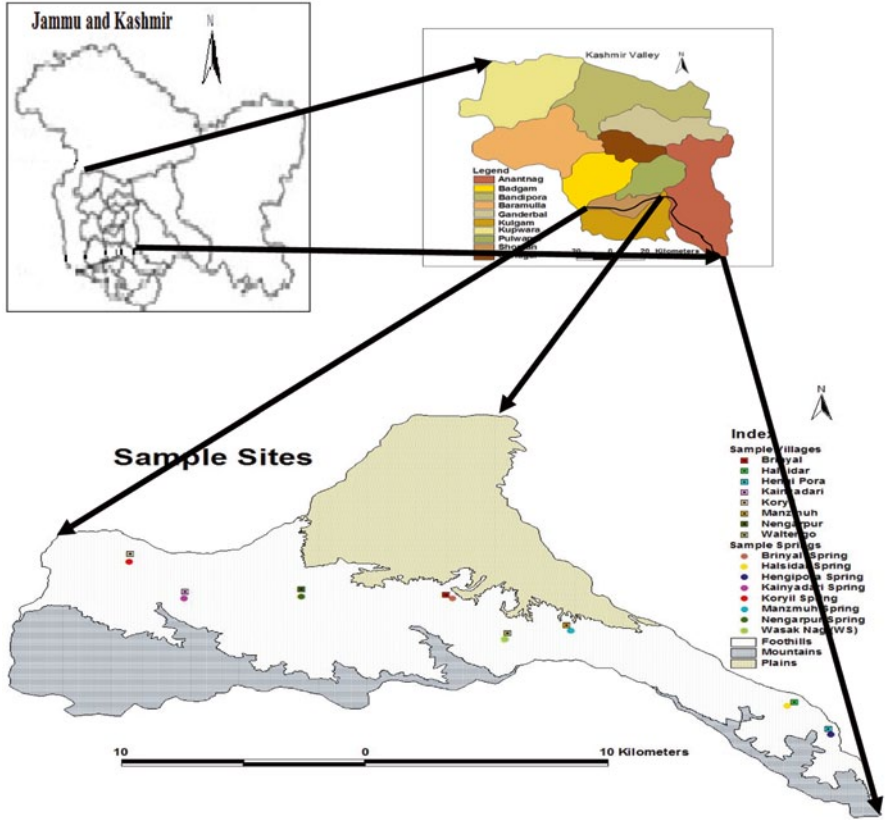 Jammu and Kashmir
N
Kashmir Valley
N
Legend
Anantnag
Badgam
Bandipora
Baramulla
Ganderbal
Kulgam
Kupwara
0 20 Kilometers
N
Sample Sites
Index
Sample Villages
Brinyal
Halsidar
Hengi Pora
Kainyadari
Manzmuh
Nengarpur
Waltengo
Sample Springs
Brinyal Spring
Halsidar Spring
Hengipora Spring
Kainyadari Spring
Koryil Spring
Manzmuh Spring
Nengarpur Spring
Wasak Nag(WS)
Foothills
Mountains
Plains
10 0 10 Kilometers